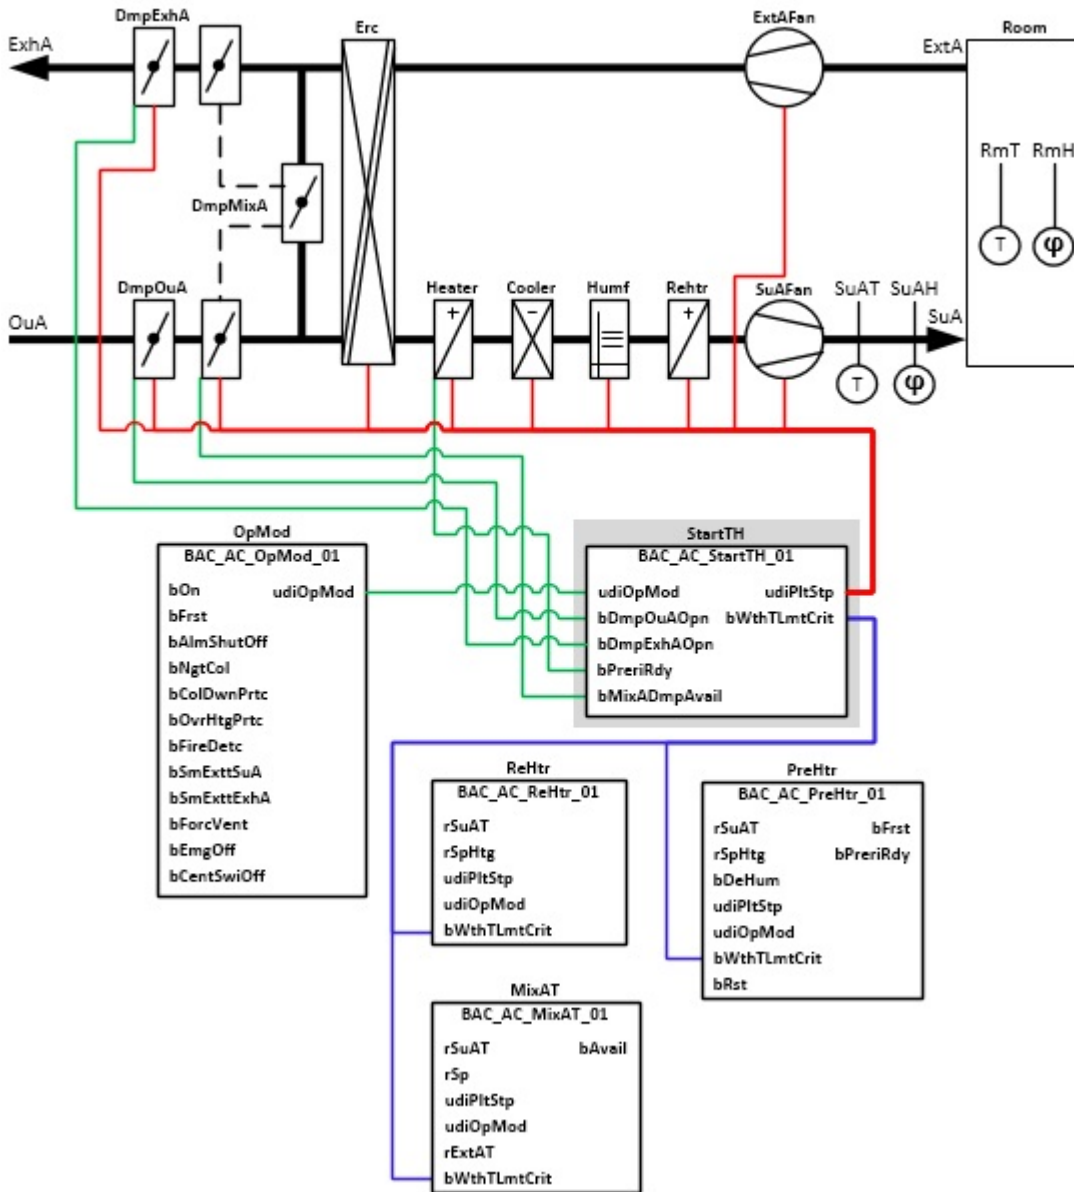 DmpExhA
Erc
ExtAFan
Room
ExhA
ExtA
RmT
RmH
DmpMixA
T
φ
DmpOuA
Heater
Cooler
Humf
Rehtr
SuAFan
SuAT
SuAH
OuA
SuA
+
−
+
T
φ
OpMod
StartTH
BAC_AC_OpMod_01
BAC_AC_StartTH_01
bOn
udiOpMod
udiOpMod
udiPltStp
bFrst
bDmpOuAOpn
bWthTLmtCrit
bAlmShutOff
bDmpExhAOpn
bNgtCol
bPreriRdy
bColDwnPrtc
bMixADmpAvail
bOvrHtgPrtc
bFireDetc
bSmExttSuA
bSmExttExhA
bForcVent
bEmgOff
bCentSwiOff
ReHtr
BAC_AC_ReHtr_01
rSuAT
rSpHtg
udiPltStp
udiOpMod
bWthTLmtCrit
PreHtr
BAC_AC_PreHtr_01
rSuAT
bFrst
rSpHtg
bPreriRdy
bDeHum
udiPltStp
udiOpMod
bWthTLmtCrit
bRst
MixAT
BAC_AC_MixAT_01
rSuAT
bAvail
rSp
udiPltStp
udiOpMod
rExtAT
bWthTLmtCrit